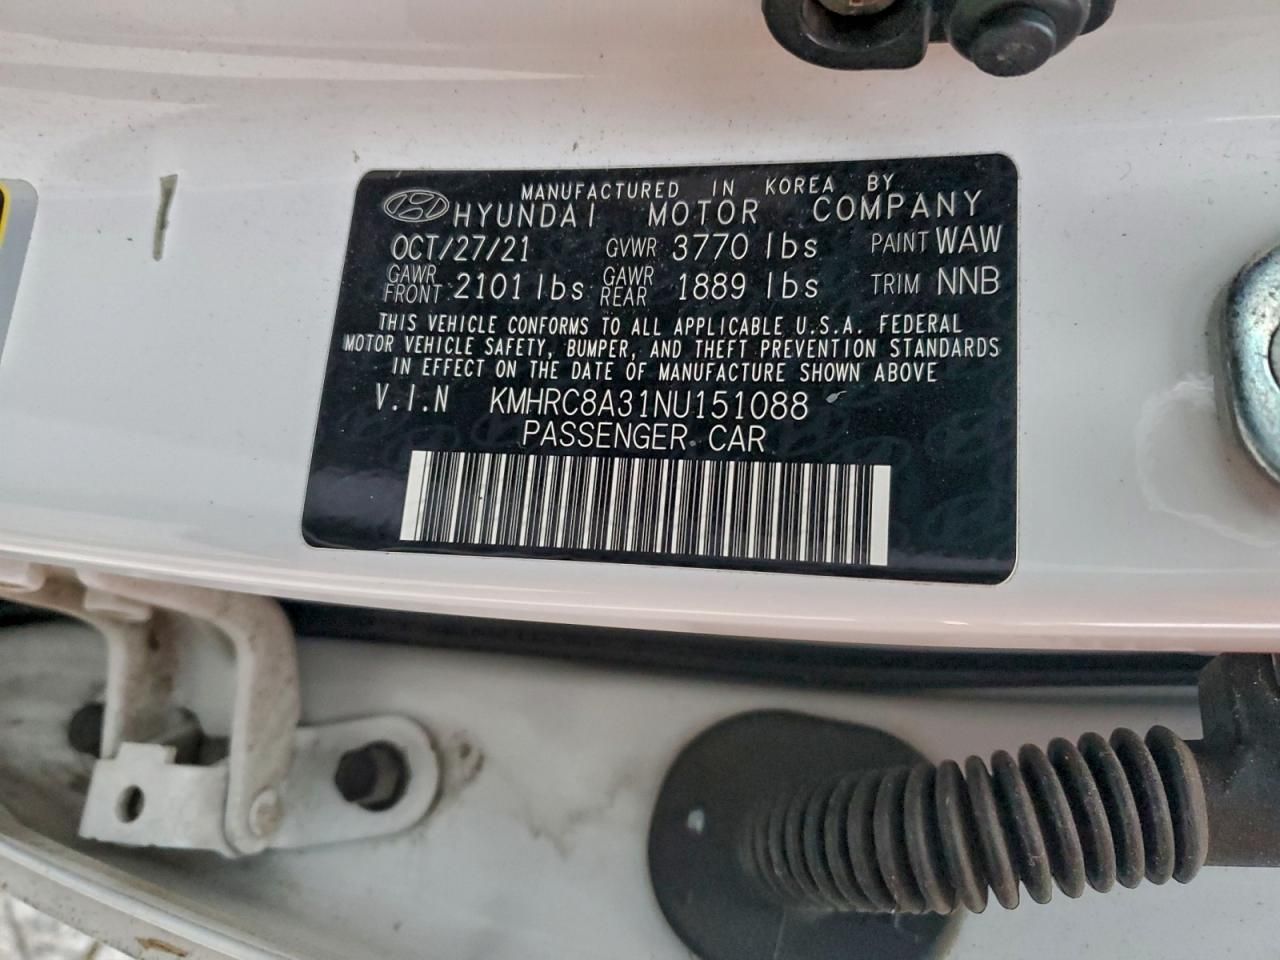 MANUFACTURED IN KOREA BY
HYUNDAI MOTOR COMPANY
OCT/27/21 GVWR 3770 lbs PAINT WAW
GAWR FRONT 2101 lbs GAWR REAR 1889 lbs TRIM NNB
THIS VEHICLE CONFORMS TO ALL APPLICABLE U.S.A. FEDERAL
MOTOR VEHICLE SAFETY, BUMPER, AND THEFT PREVENTION STANDARDS
IN EFFECT ON THE DATE OF MANUFACTURE SHOWN ABOVE
V.I.N KMHRC8A31NU151088
PASSENGER CAR